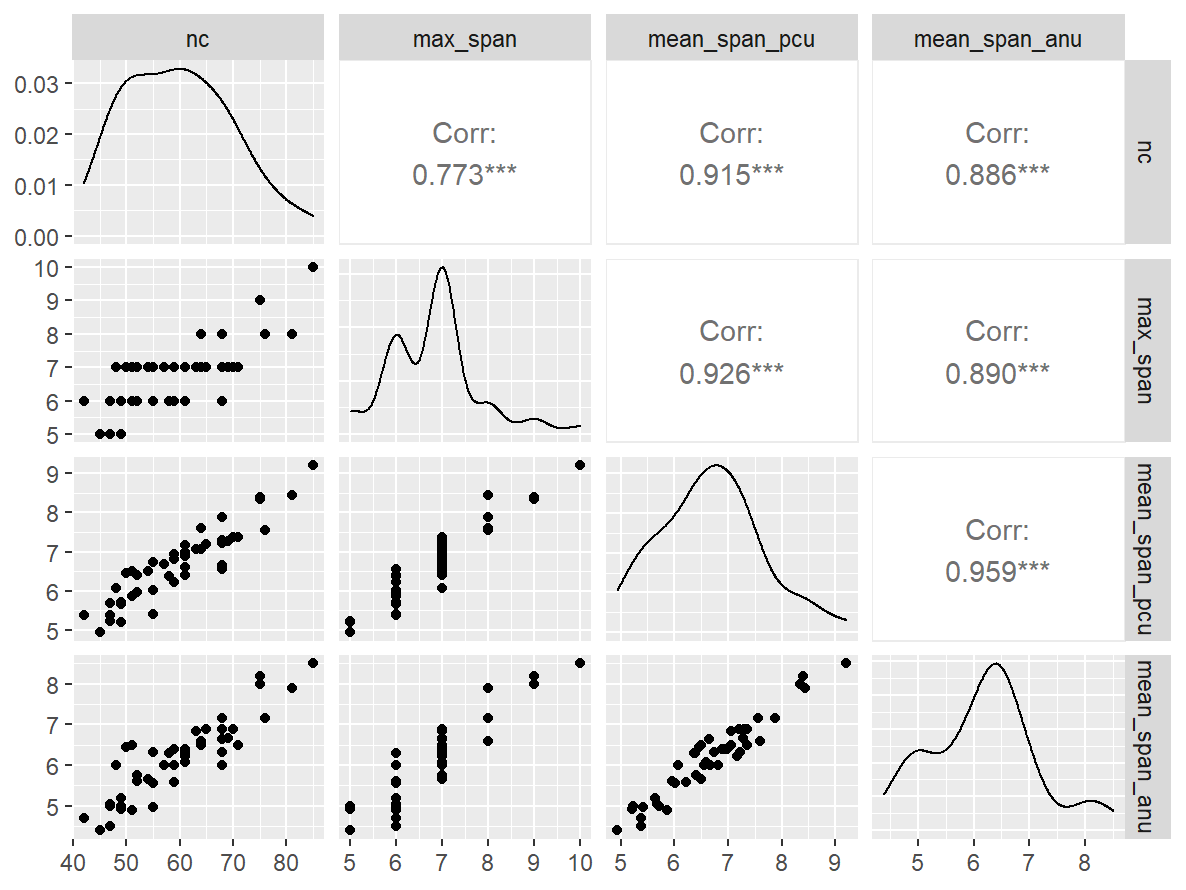 nc
max_span
mean_span_pcu
mean_span_anu
0.03
0.02
0.01
0.00
Corr:
0.773***
Corr:
0.915***
Corr:
0.886***
nc
10
9
8
7
6
5
Corr:
0.926***
Corr:
0.890***
max_span
9
8
7
6
5
Corr:
0.959***
mean_span_pcu
8
7
6
5
mean_span_anu
40 50 60 70 80
5 6 7 8 9 10
5 6 7 8 9
5 6 7 8